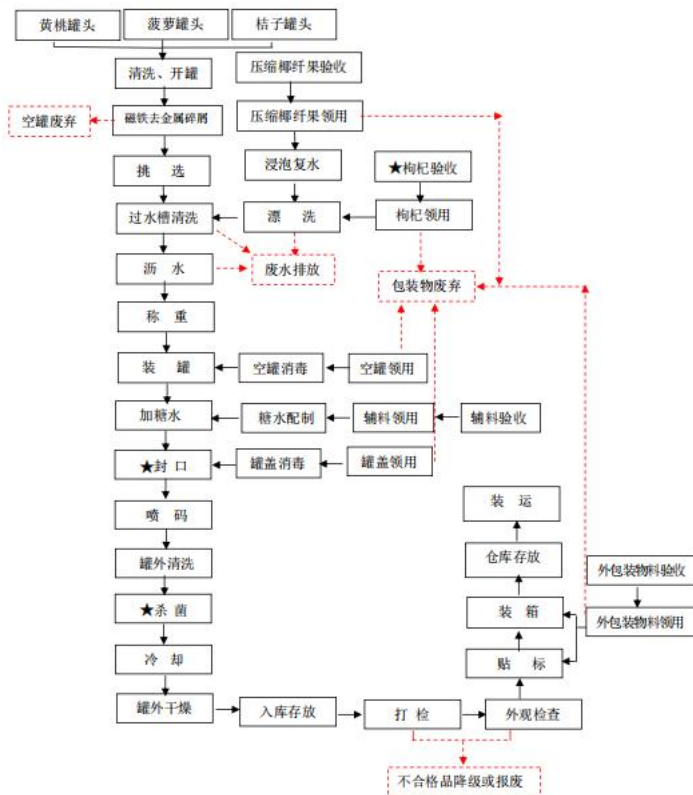 黄桃罐头
菠萝罐头
桔子罐头
清洗、开罐
压缩椰纤果验收
空罐废弃
磁铁去金属碎屑
压缩椰纤果领用
挑 选
浸泡复水
★枸杞验收
过水槽清洗
漂 洗
枸杞领用
沥 水
废水排放
包装物废弃
称 重
装 罐
空罐消毒
空罐领用
加糖水
糖水配制
辅料领用
辅料验收
★封 口
罐盖消毒
罐盖领用
喷 码
装 运
罐外清洗
仓库存放
外包装物料验收
★杀 菌
装 箱
外包装物料领用
冷 却
贴 标
罐外干燥
入库存放
打 检
外观检查
不合格品降级或报废